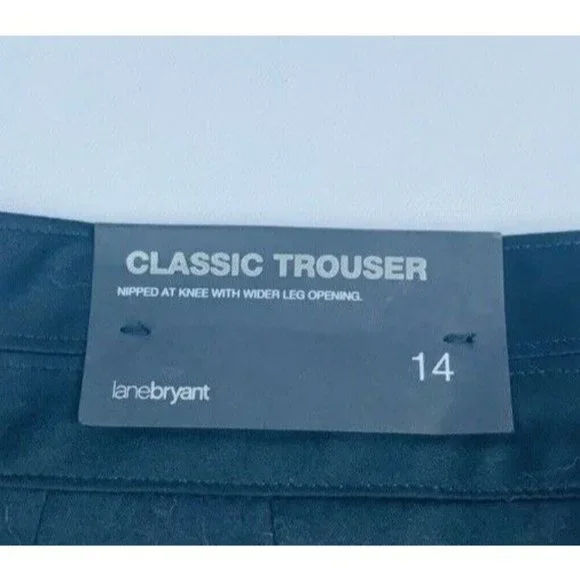 CLASSIC TROUSER
NIPPED AT KNEE WITH WIDER LEG OPENING.
14
lanebryant